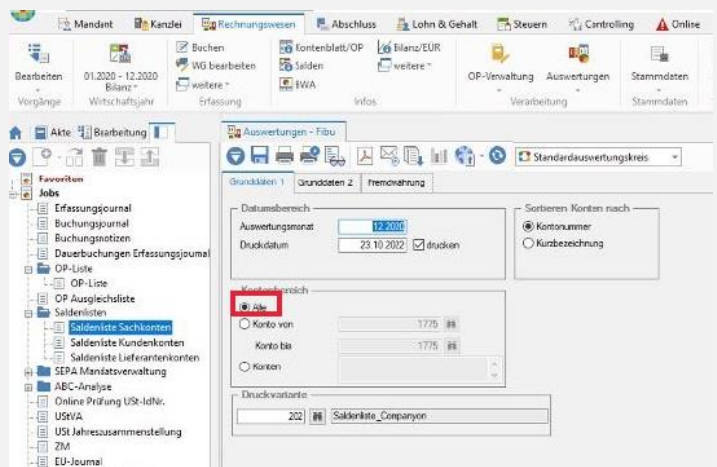 Mandant Kanzlei Rechnungswesen Abschluss Lohn & Gehalt Steuern Controlling Online
Buchen Kontenblatt/OP Bilanz/EÜR
WG bearbeiten Salden weitere
Bearbeiten 01.2020 - 12.2020 weitere BWA OP-Verwaltung Auswertungen Stammdaten
Bilanz
Vorgänge Wirtschaftsjahr Erfassung Infos Verarbeitung Stammdaten
Akte Bearbeitung Auswertungen - Fibu
Standardauswertungskreis
Favoriten
Jobs
Erfassungsjournal
Buchungsjournal
Buchungsnotizen
Dauerbuchungen Erfassungsjournal
OP-Liste
OP-Liste
OP Ausgleichsliste
Saldenlisten
Saldenliste Sachkonten
Saldenliste Kundenkonten
Saldenliste Lieferantenkonten
SEPA Mandatsverwaltung
ABC-Analyse
Online Prüfung USt-IdNr.
UStVA
USt Jahreszusammenstellung
ZM
EU-Journal
Grunddaten 1 Grunddaten 2 Fremdwährung
Datumsbereich
Auswertungsmonat 12.2020
Druckdatum 23.10.2022 drucken
Sortieren Konten nach
Kontonummer
Kurzbezeichnung
Kontenbereich
Alle
Konto von 1775
Konto bis 1775
Konten
Druckvariante
202 Saldenliste_Companyon